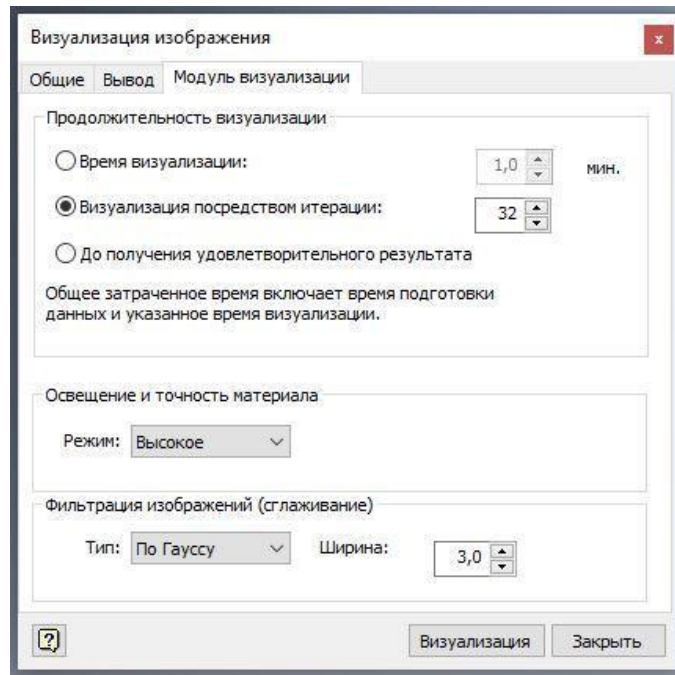 Визуализация изображения
x
Общие Вывод Модуль визуализации
Продолжительность визуализации
Время визуализации: 1,0 мин.
Визуализация посредством итерации: 32
До получения удовлетворительного результата
Общее затраченное время включает время подготовки
данных и указанное время визуализации.
Освещение и точность материала
Режим: Высокое
Фильтрация изображений (сглаживание)
Тип: По Гауссу Ширина: 3,0
? Визуализация Закрыть